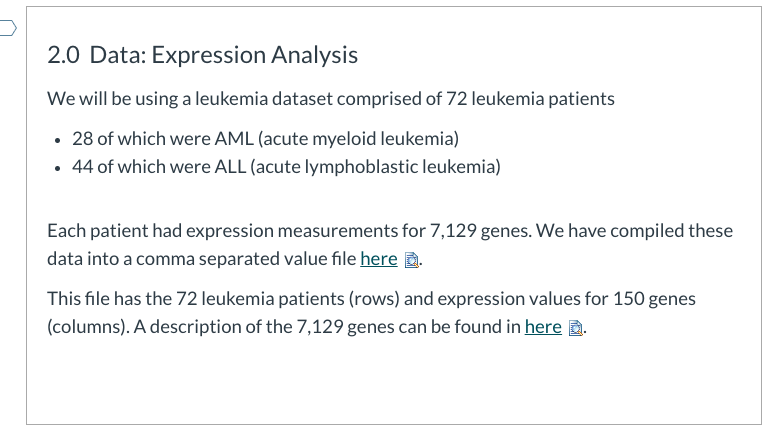 2.0 Data: Expression Analysis
We will be using a leukemia dataset comprised of 72 leukemia patients
• 28 of which were AML (acute myeloid leukemia)
• 44 of which were ALL (acute lymphoblastic leukemia)
Each patient had expression measurements for 7,129 genes. We have compiled these
data into a comma separated value file here.
This file has the 72 leukemia patients (rows) and expression values for 150 genes
(columns). A description of the 7,129 genes can be found in here.